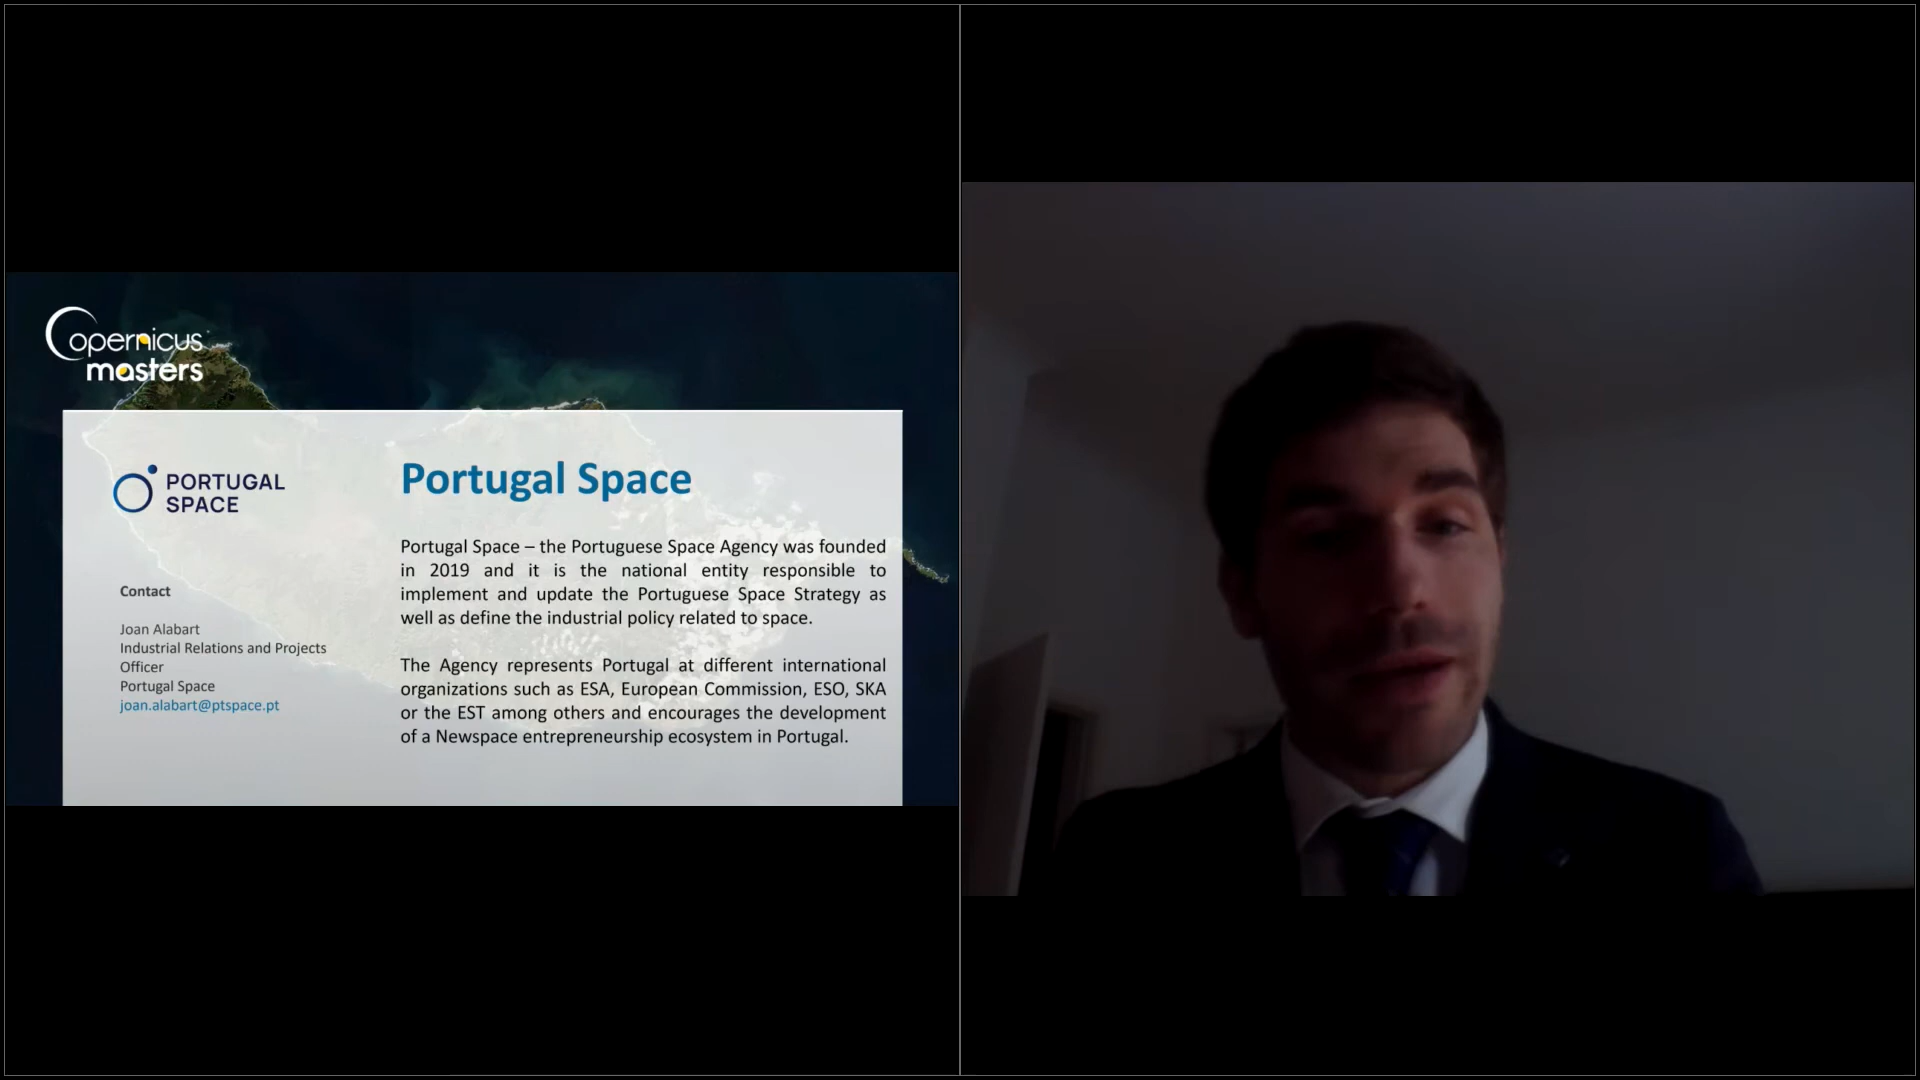 Copernicus
masters
PORTUGAL
SPACE
Contact
Joan Alabart
Industrial Relations and Projects
Officer
Portugal Space
joan.alabart@ptspace.pt
Portugal Space
Portugal Space – the Portuguese Space Agency was founded
in 2019 and it is the national entity responsible to
implement and update the Portuguese Space Strategy as
well as define the industrial policy related to space.
The Agency represents Portugal at different international
organizations such as ESA, European Commission, ESO, SKA
or the EST among others and encourages the development
of a Newspace entrepreneurship ecosystem in Portugal.